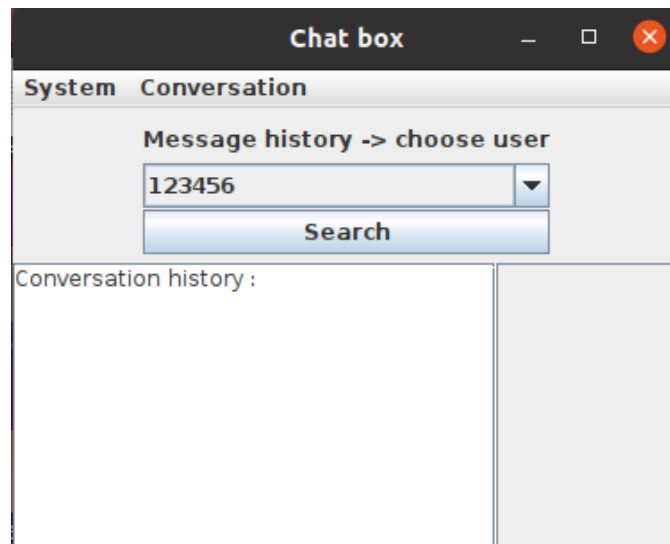 Chat box
System Conversation
Message history -> choose user
123456
Search
Conversation history :